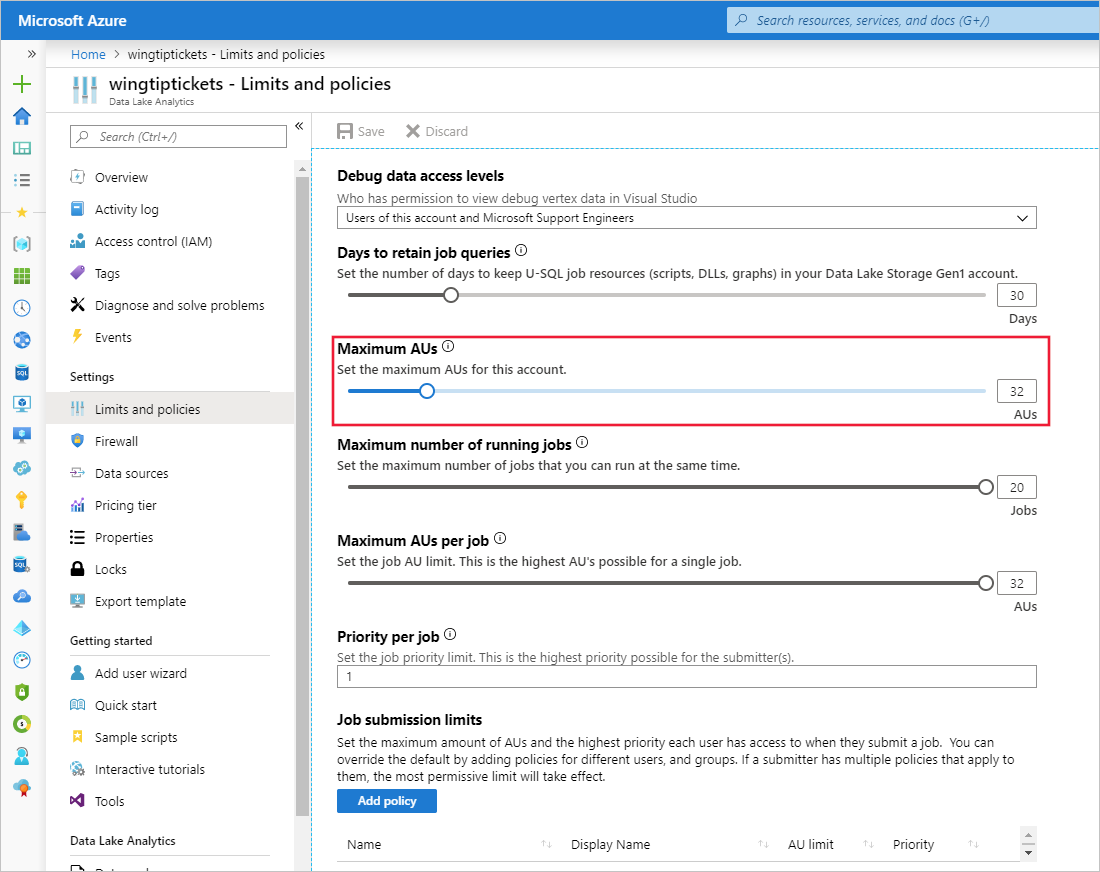 Microsoft Azure
Search resources, services, and docs (G+/)
Home > wingtiptickets - Limits and policies
wingtiptickets - Limits and policies
Data Lake Analytics
Search (Ctrl+/)
Overview
Activity log
Access control (IAM)
Tags
Diagnose and solve problems
Events
Settings
Limits and policies
Firewall
Data sources
Pricing tier
Properties
Locks
Export template
Getting started
Add user wizard
Quick start
Sample scripts
Interactive tutorials
Tools
Data Lake Analytics
Save Discard
Debug data access levels
Who has permission to view debug vertex data in Visual Studio
Users of this account and Microsoft Support Engineers
Days to retain job queries
Set the number of days to keep U-SQL job resources (scripts, DLLs, graphs) in your Data Lake Storage Gen1 account.
30
Days
Maximum AUs
Set the maximum AUs for this account.
32
AUs
Maximum number of running jobs
Set the maximum number of jobs that you can run at the same time.
20
Jobs
Maximum AUs per job
Set the job AU limit. This is the highest AU's possible for a single job.
32
AUs
Priority per job
Set the job priority limit. This is the highest priority possible for the submitter(s).
1
Job submission limits
Set the maximum amount of AUs and the highest priority each user has access to when they submit a job. You can
override the default by adding policies for different users, and groups. If a submitter has multiple policies that apply to
them, the most permissive limit will take effect.
Add policy
Name Display Name AU limit Priority